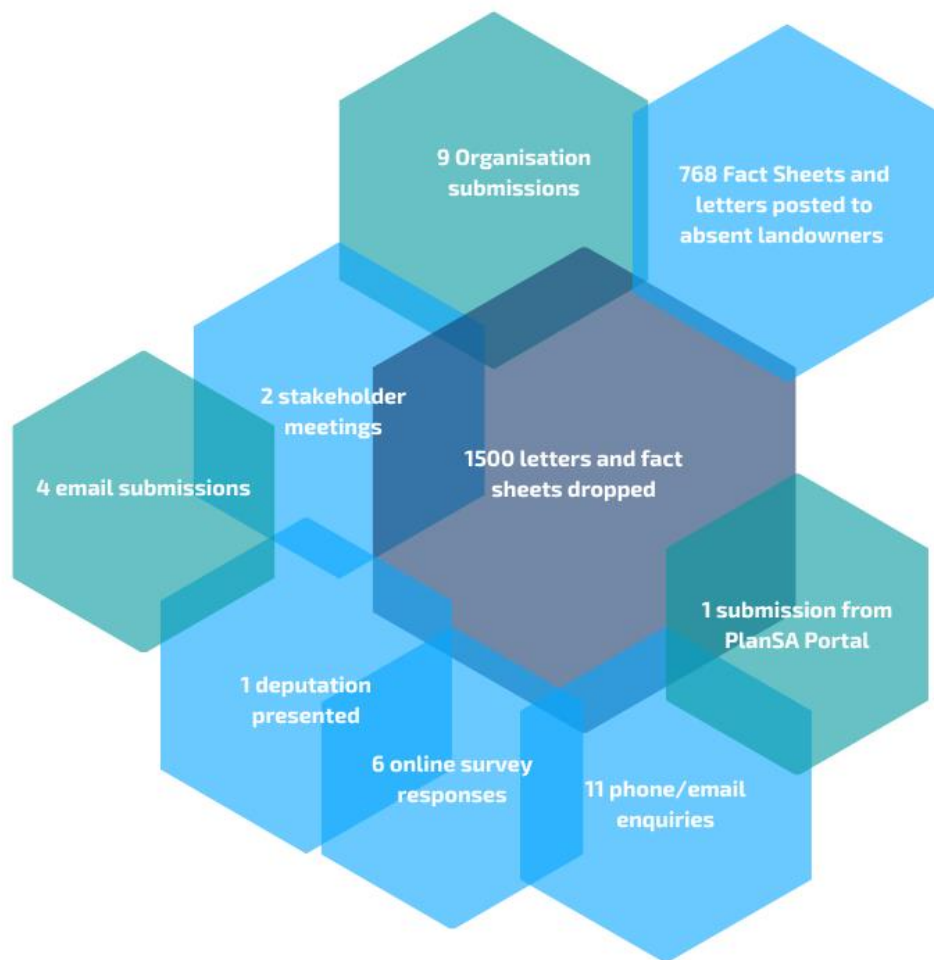 9 Organisation
submissions
768 Fact Sheets and
letters posted to
absent landowners
2 stakeholder
meetings
1500 letters and fact
sheets dropped
4 email submissions
1 submission from
PlanSA Portal
1 deputation
presented
6 online survey
responses
11 phone/email
enquiries